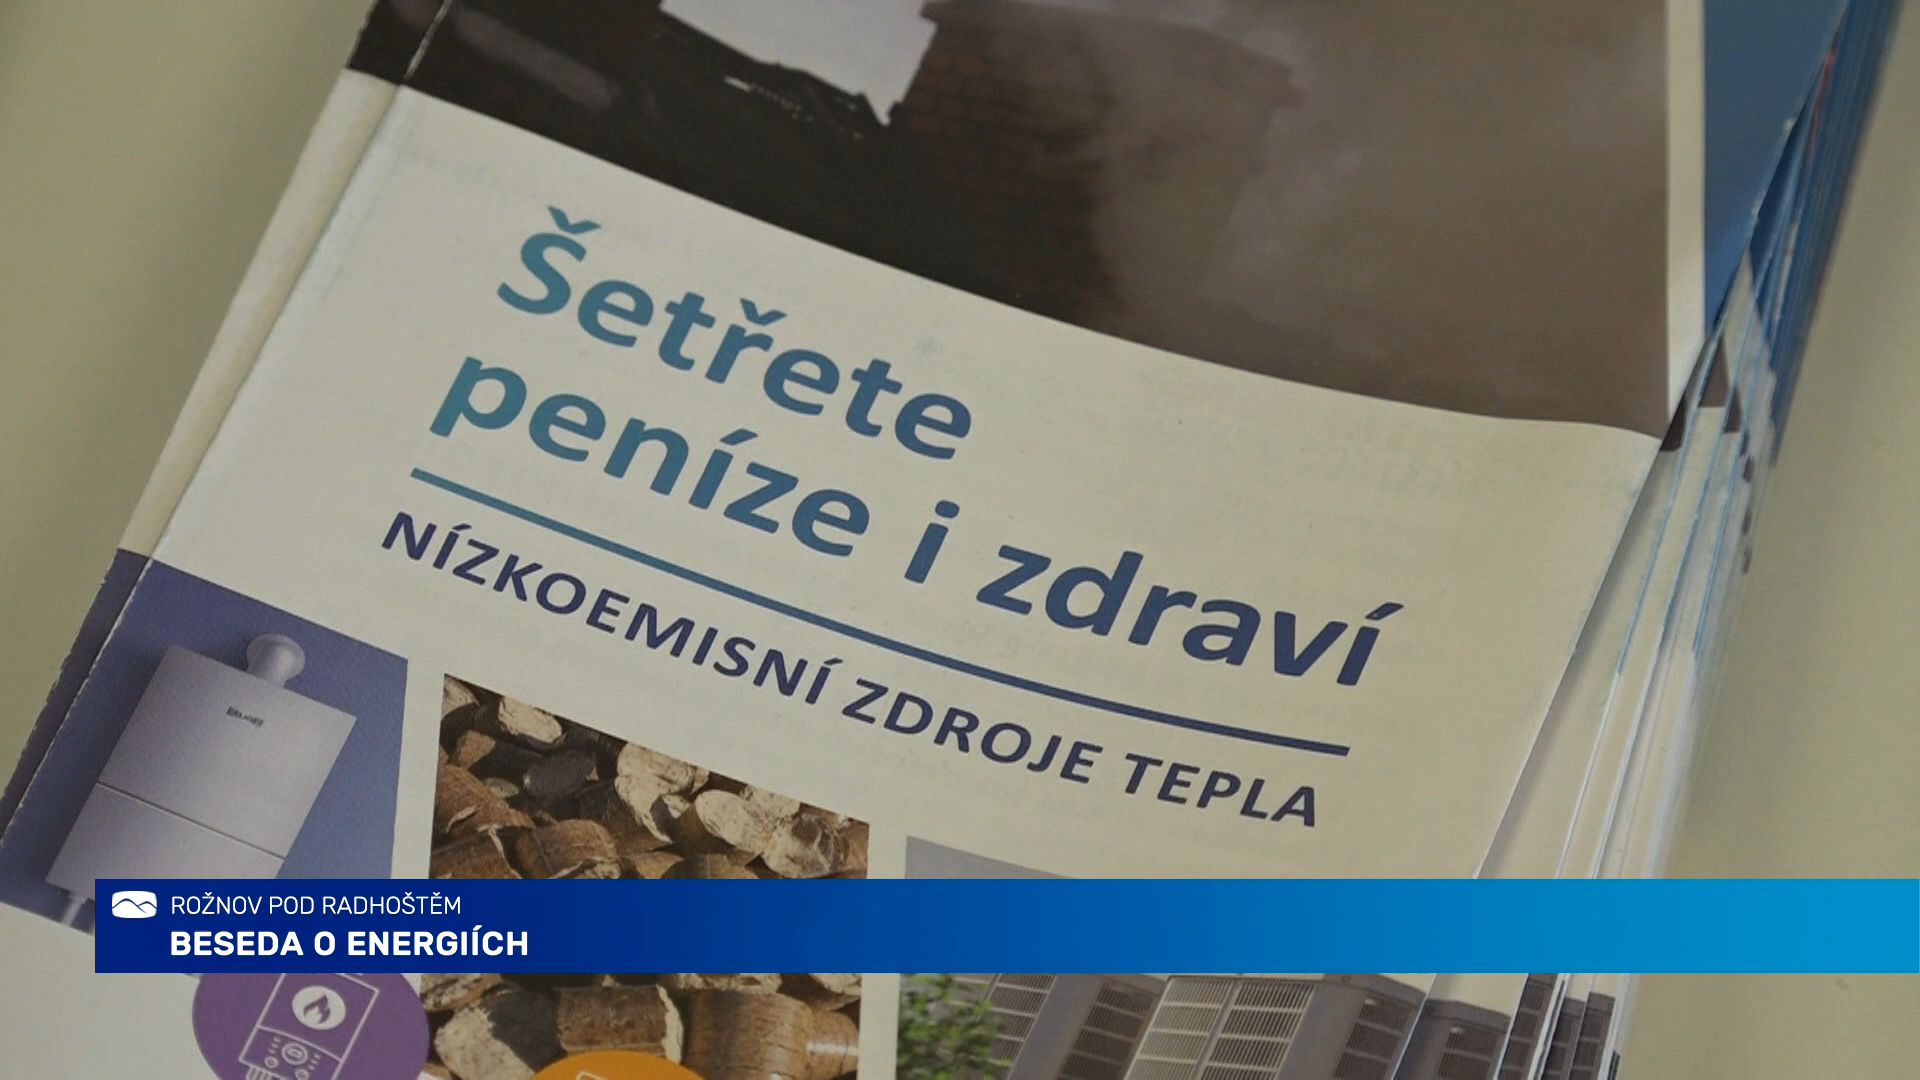 Šetřete
peníze i zdraví
NÍZKOEMISNÍ ZDROJE TEPLA
ROŽNOV POD RADHOŠTĚM
BESEDA O ENERGIÍCH